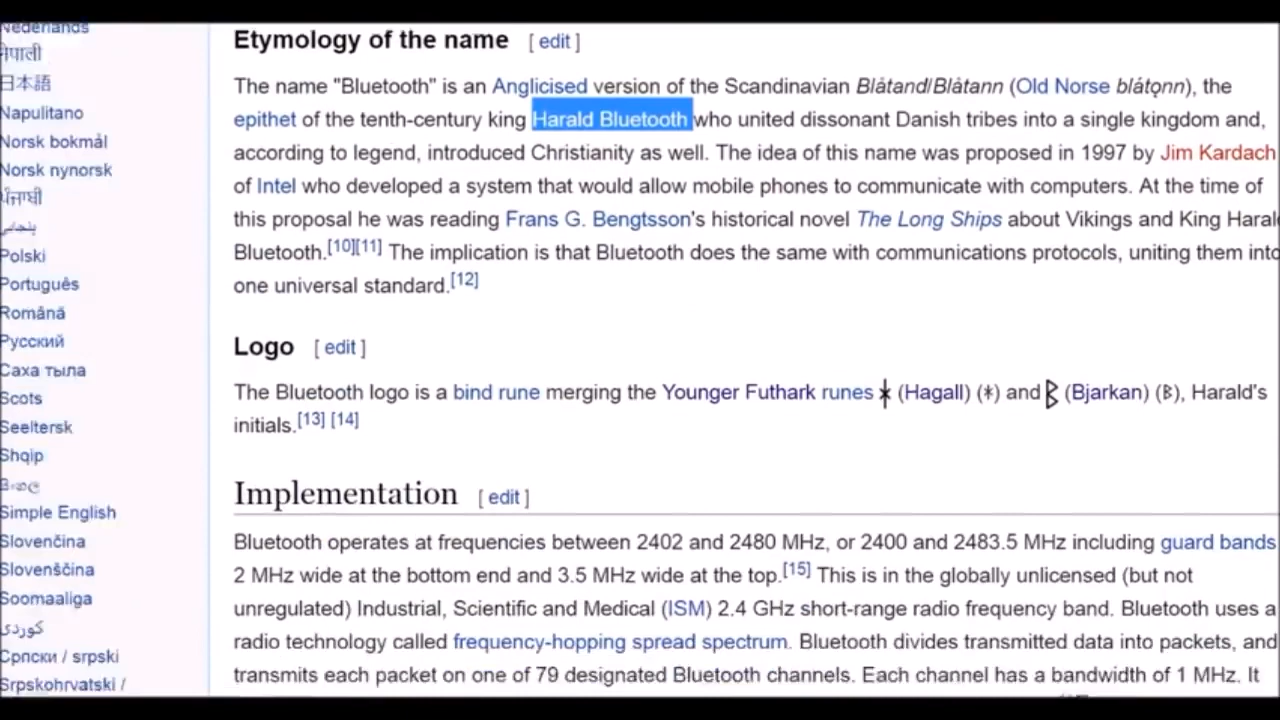 Nederlands
नेपाली
日本語
Napulitano
Norsk bokmål
Norsk nynorsk
ਪੰਜਾਬੀ
پنجابی
Polski
Português
Română
Русский
Саха тыла
Scots
Seeltersk
Shqip
සිංහල
Simple English
Slovenčina
Slovenščina
Soomaaliga
کوردی
Српски / srpski
Srpskohrvatski /
Etymology of the name [ edit ]
The name "Bluetooth" is an Anglicised version of the Scandinavian Blåtand/Blåtann (Old Norse blátǫnn), the
epithet of the tenth-century king Harald Bluetooth who united dissonant Danish tribes into a single kingdom and,
according to legend, introduced Christianity as well. The idea of this name was proposed in 1997 by Jim Kardach
of Intel who developed a system that would allow mobile phones to communicate with computers. At the time of
this proposal he was reading Frans G. Bengtsson's historical novel The Long Ships about Vikings and King Harald
Bluetooth.[10][11] The implication is that Bluetooth does the same with communications protocols, uniting them into
one universal standard.[12]
Logo [ edit ]
The Bluetooth logo is a bind rune merging the Younger Futhark runes ᚼ (Hagall) (ᚼ) and ᛒ (Bjarkan) (ᛒ), Harald's
initials.[13] [14]
Implementation [ edit ]
Bluetooth operates at frequencies between 2402 and 2480 MHz, or 2400 and 2483.5 MHz including guard bands
2 MHz wide at the bottom end and 3.5 MHz wide at the top.[15] This is in the globally unlicensed (but not
unregulated) Industrial, Scientific and Medical (ISM) 2.4 GHz short-range radio frequency band. Bluetooth uses a
radio technology called frequency-hopping spread spectrum. Bluetooth divides transmitted data into packets, and
transmits each packet on one of 79 designated Bluetooth channels. Each channel has a bandwidth of 1 MHz. It